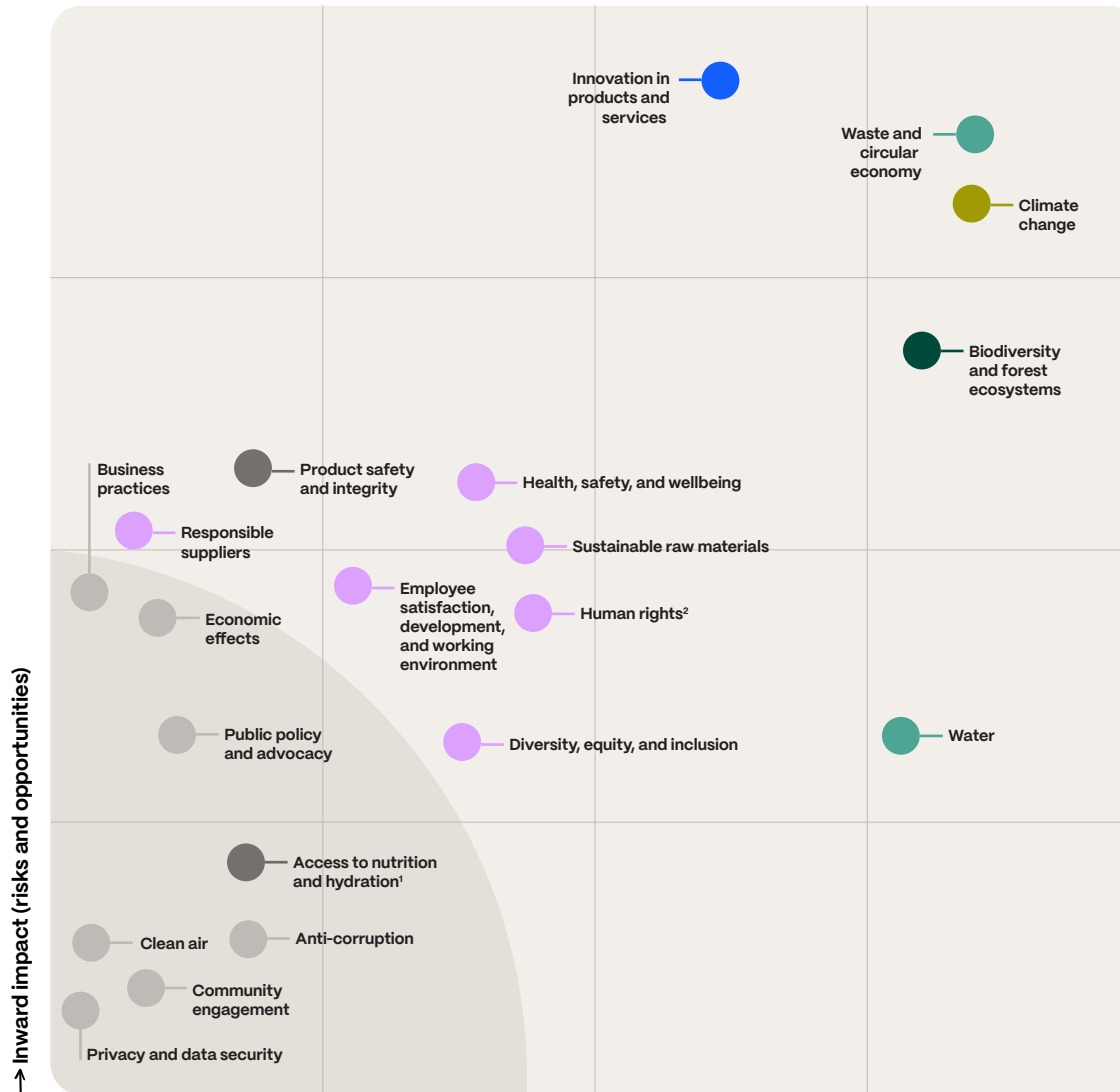 Innovation in
products and
services
Waste and
circular
economy
Climate
change
Biodiversity
and forest
ecosystems
Business
practices
Product safety
and integrity
Health, safety, and wellbeing
Responsible
suppliers
Sustainable raw materials
Employee
satisfaction,
development,
and working
environment
Human rights²
Economic
effects
Public policy
and advocacy
Diversity, equity, and inclusion
Water
Access to nutrition
and hydration¹
Clean air
Anti-corruption
Community
engagement
Privacy and data security
→ Inward impact (risks and opportunities)